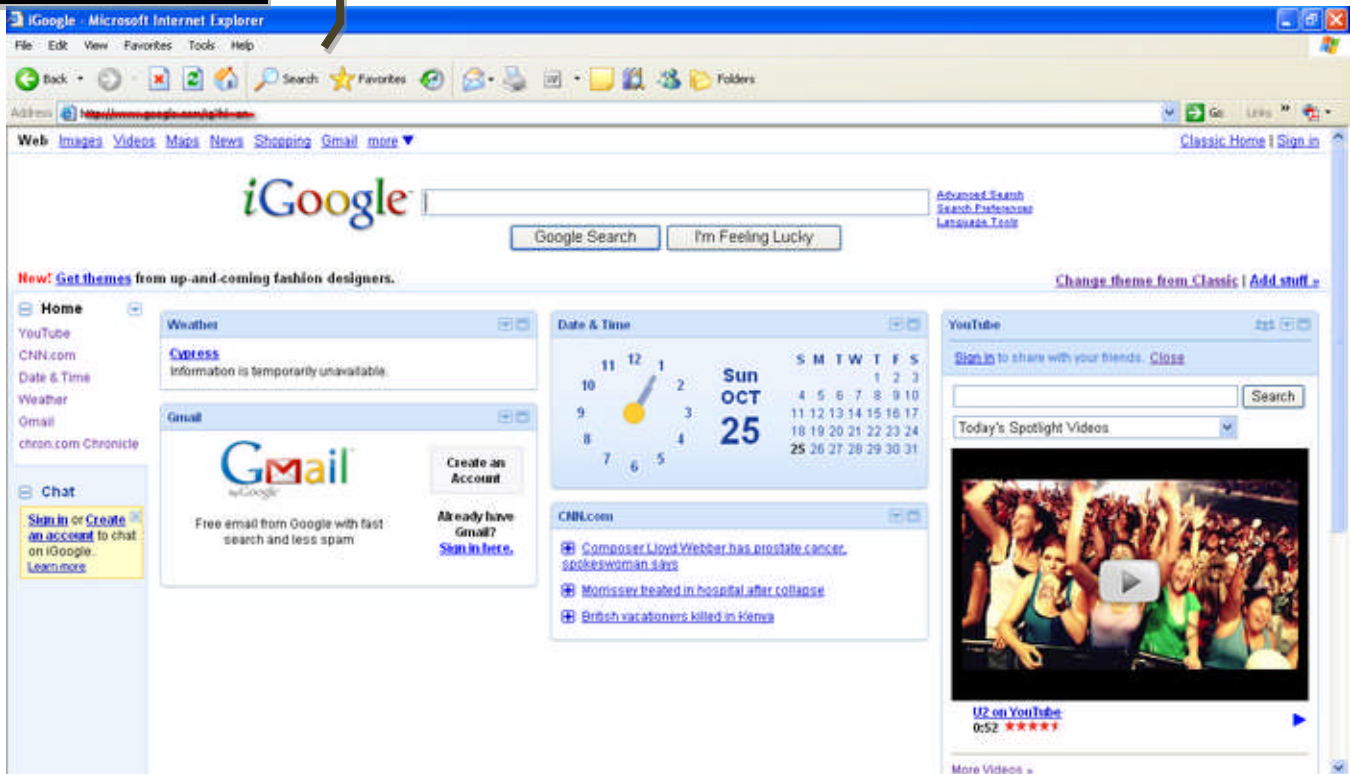 iGoogle - Microsoft Internet Explorer
File Edit View Favorites Tools Help
Back Search Favorites Folders
Address http://www.google.com/ig?hl=en Go Links »
Web Images Videos Maps News Shopping Gmail more ▼ Classic Home | Sign in
iGoogle™
Advanced Search
Search Preferences
Language Tools
Google Search I'm Feeling Lucky
New! Get themes from up-and-coming fashion designers. Change theme from Classic | Add stuff »
Home
YouTube
CNN.com
Date & Time
Weather
Gmail
chron.com Chronicle
Chat
Sign in or Create
an account to chat
on iGoogle.
Learn more
Weather
Cypress
Information is temporarily unavailable.
Gmail
GMail
by Google
Free email from Google with fast
search and less spam
Create an
Account
Already have
Gmail?
Sign in here.
Date & Time
12 1 2 3 4 5 6 7 8 9 10 11
Sun
OCT
25
S M T W T F S
1 2 3
4 5 6 7 8 9 10
11 12 13 14 15 16 17
18 19 20 21 22 23 24
25 26 27 28 29 30 31
CNN.com
Composer Lloyd Webber has prostate cancer,
spokeswoman says
Morrissey treated in hospital after collapse
British vacationers killed in Kenya
YouTube
Sign in to share with your friends. Close
Search
Today's Spotlight Videos
U2 on YouTube
0:52
More Videos »